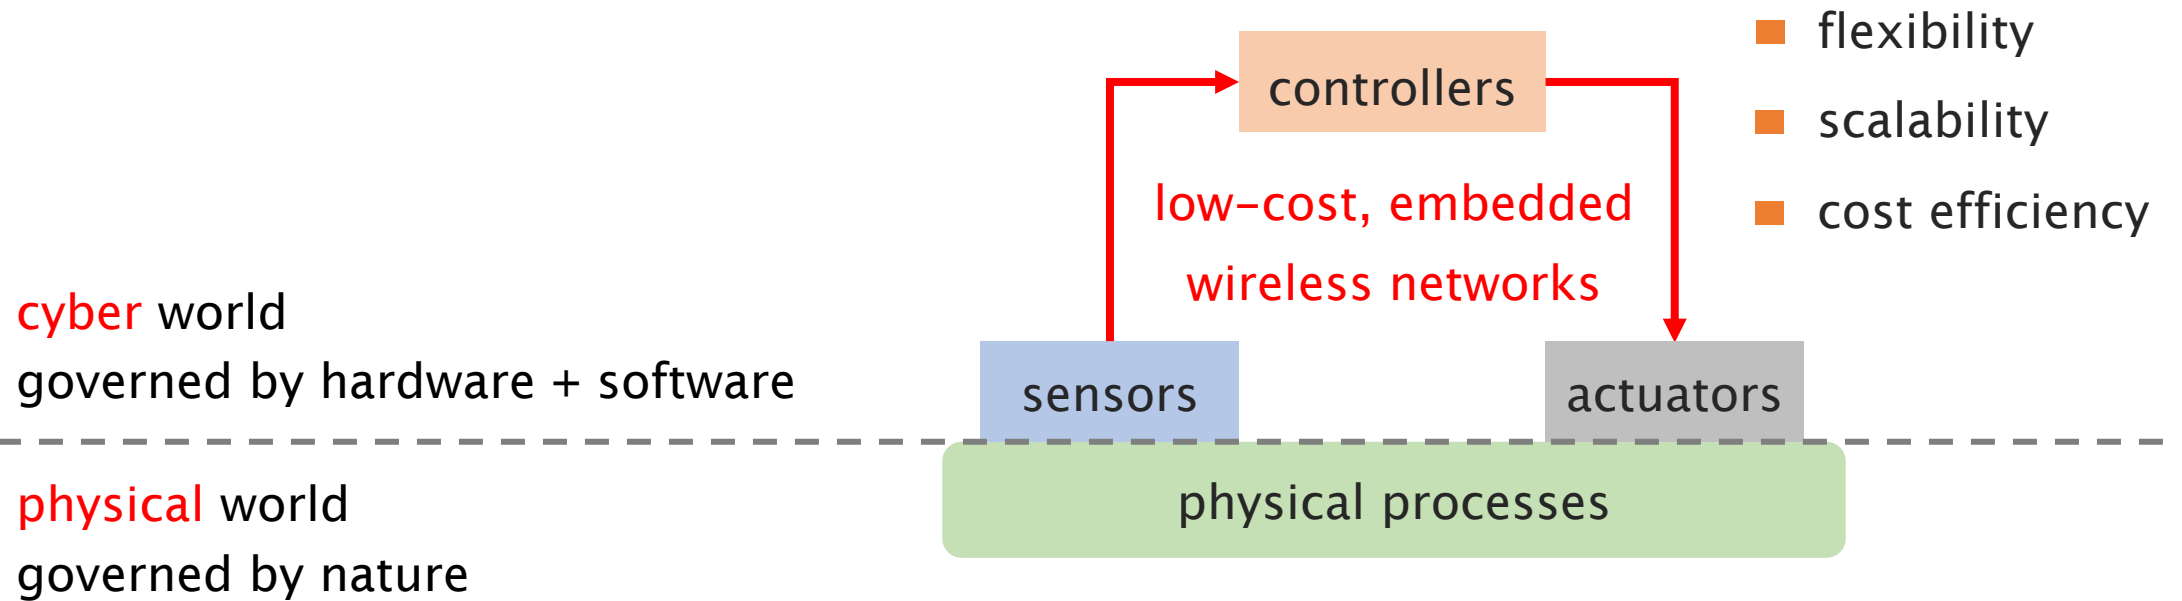 flexibility
controllers
scalability
low-cost, embedded
cost efficiency
wireless networks
cyber world
governed by hardware + software
sensors
actuators
physical processes
physical world
governed by nature